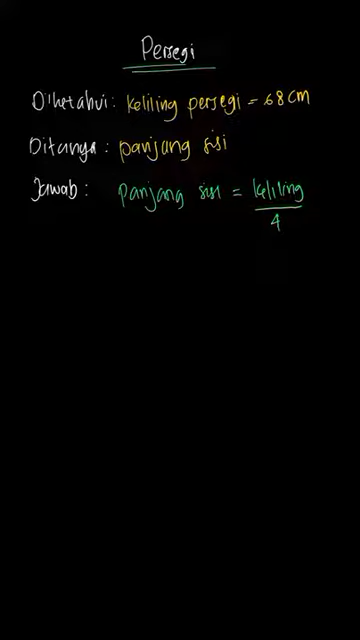 Persegi
Diketahui: keliling persegi = 68 cm
Ditanya: panjang sisi
Jawab: panjang sisi = keliling
4